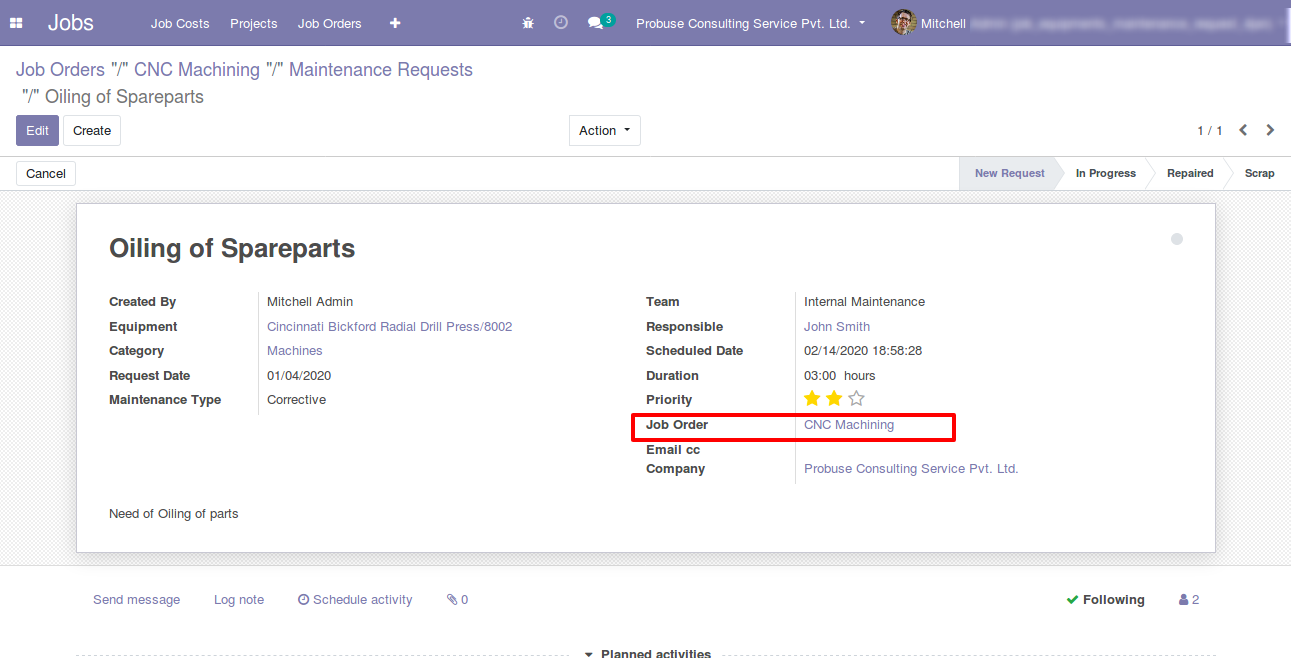 Jobs Job Costs Projects Job Orders 3 Probuse Consulting Service Pvt. Ltd. Mitchell
Job Orders "/" CNC Machining "/" Maintenance Requests
"/" Oiling of Spareparts
Edit Create Action 1 / 1
Cancel New Request In Progress Repaired Scrap
Oiling of Spareparts
Created By Mitchell Admin
Equipment Cincinnati Bickford Radial Drill Press/8002
Category Machines
Request Date 01/04/2020
Maintenance Type Corrective
Team Internal Maintenance
Responsible John Smith
Scheduled Date 02/14/2020 18:58:28
Duration 03:00 hours
Priority
Job Order CNC Machining
Email cc
Company Probuse Consulting Service Pvt. Ltd.
Need of Oiling of parts
Send message Log note Schedule activity 0 Following 2
Planned activities